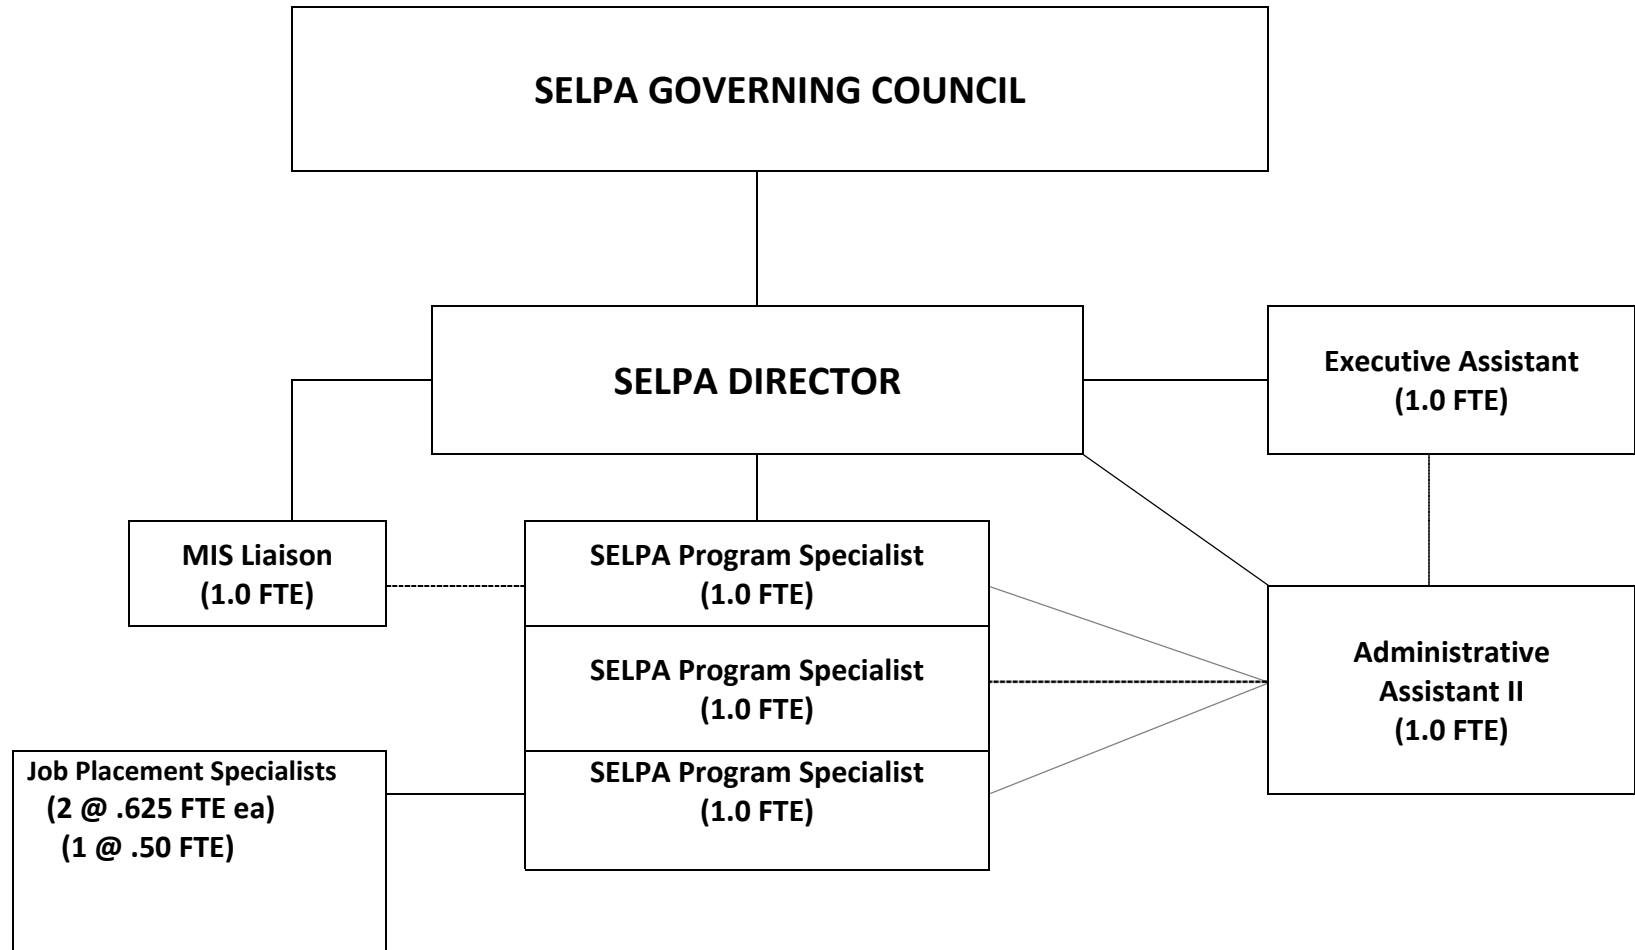 SELPA GOVERNING COUNCIL
SELPA DIRECTOR
Executive Assistant
(1.0 FTE)
MIS Liaison
(1.0 FTE)
SELPA Program Specialist
(1.0 FTE)
SELPA Program Specialist
(1.0 FTE)
Administrative
Assistant II
(1.0 FTE)
Job Placement Specialists
(2 @ .625 FTE ea)
(1 @ .50 FTE)
SELPA Program Specialist
(1.0 FTE)